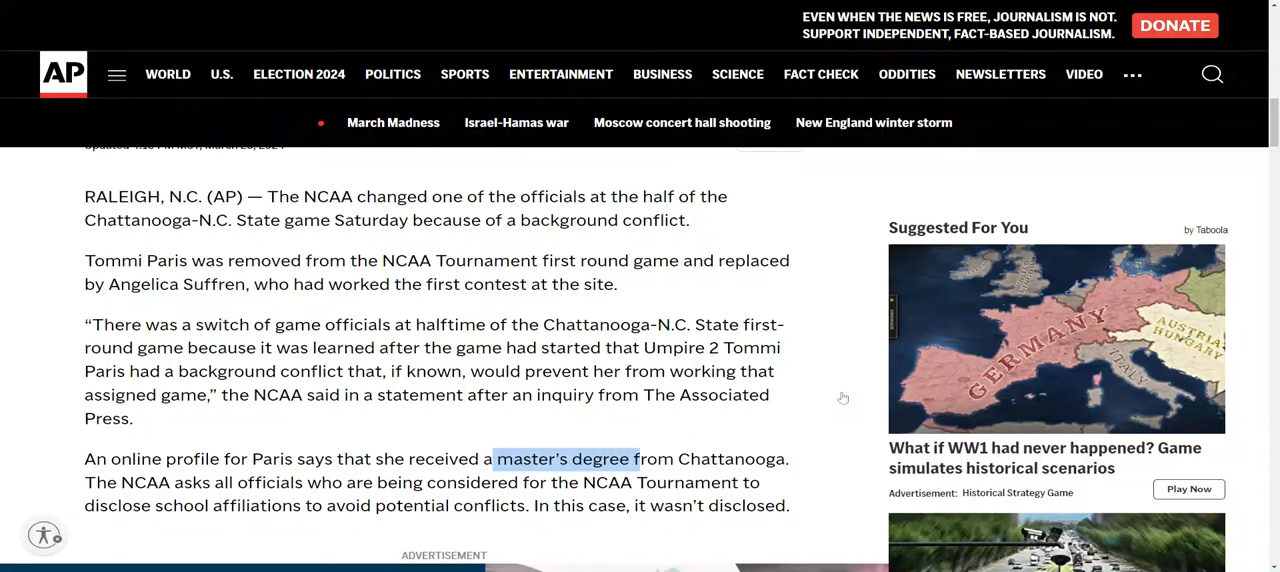 EVEN WHEN THE NEWS IS FREE, JOURNALISM IS NOT.
SUPPORT INDEPENDENT, FACT-BASED JOURNALISM.
DONATE
AP
WORLD
U.S.
ELECTION 2024
POLITICS
SPORTS
ENTERTAINMENT
BUSINESS
SCIENCE
FACT CHECK
ODDITIES
NEWSLETTERS
VIDEO
March Madness
Israel-Hamas war
Moscow concert hall shooting
New England winter storm
RALEIGH, N.C. (AP) — The NCAA changed one of the officials at the half of the
Chattanooga-N.C. State game Saturday because of a background conflict.
Tommi Paris was removed from the NCAA Tournament first round game and replaced
by Angelica Suffren, who had worked the first contest at the site.
“There was a switch of game officials at halftime of the Chattanooga-N.C. State first-
round game because it was learned after the game had started that Umpire 2 Tommi
Paris had a background conflict that, if known, would prevent her from working that
assigned game,” the NCAA said in a statement after an inquiry from The Associated
Press.
An online profile for Paris says that she received a master’s degree from Chattanooga.
The NCAA asks all officials who are being considered for the NCAA Tournament to
disclose school affiliations to avoid potential conflicts. In this case, it wasn’t disclosed.
ADVERTISEMENT
Suggested For You
by Taboola
GERMANY
AUSTRIA
HUNGARY
ITALY
What if WW1 had never happened? Game
simulates historical scenarios
Advertisement: Historical Strategy Game
Play Now